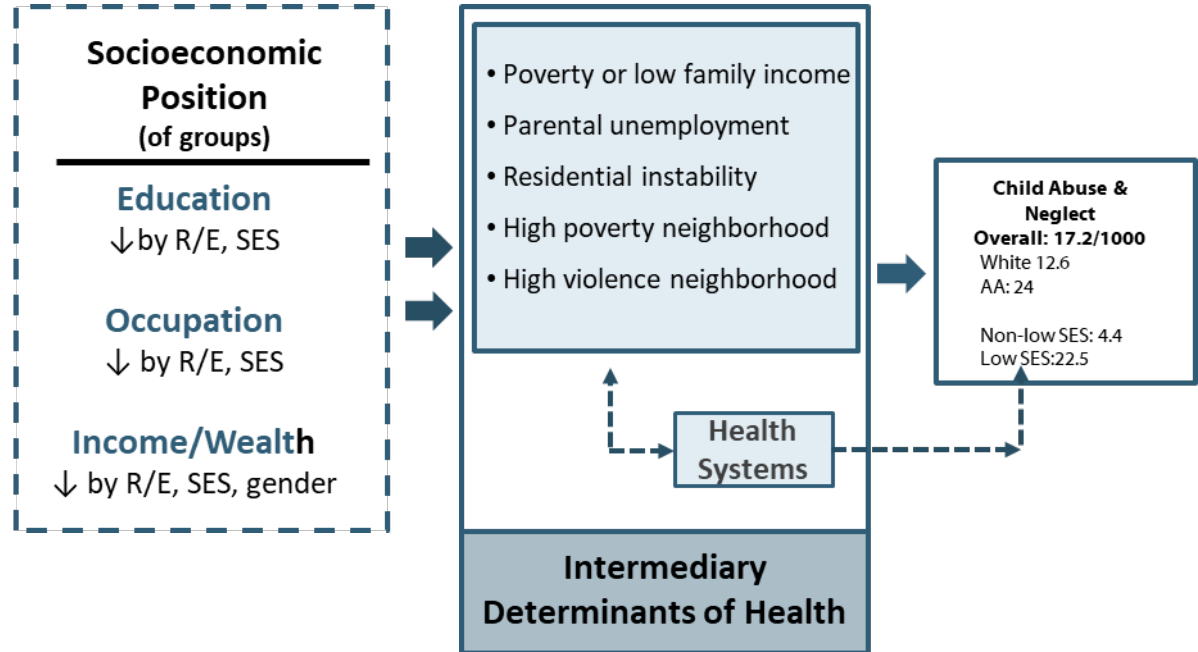 Socioeconomic
Position
(of groups)
Education
↓ by R/E, SES
Occupation
↓ by R/E, SES
Income/Wealth
↓ by R/E, SES, gender
• Poverty or low family income
• Parental unemployment
• Residential instability
• High poverty neighborhood
• High violence neighborhood
Health
Systems
Intermediary
Determinants of Health
Child Abuse &
Neglect
Overall: 17.2/1000
White 12.6
AA: 24
Non-low SES: 4.4
Low SES:22.5